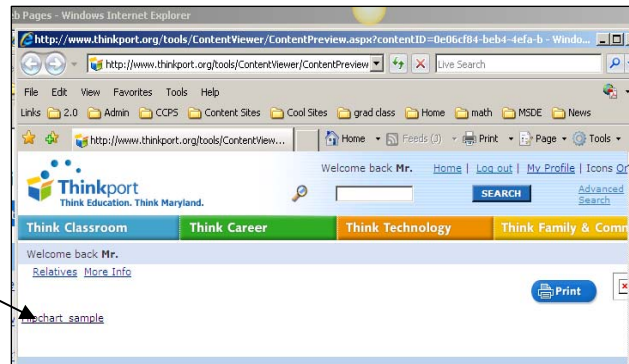 b Pages - Windows Internet Explorer
http://www.thinkport.org/tools/ContentViewer/ContentPreview.aspx?contentID=0e06cf84-beb4-4efa-b - Windo...
http://www.thinkport.org/tools/ContentViewer/ContentPreview
Live Search
File Edit View Favorites Tools Help
Links 2.0 Admin CCPS Content Sites Cool Sites grad class Home math MSDE News
http://www.thinkport.org/tools/ContentView...
Home Feeds (3) Print Page Tools
Welcome back Mr. Home | Log out | My Profile | Icons
Thinkport
Think Education. Think Maryland.
SEARCH
Advanced Search
Think Classroom Think Career Think Technology Think Family & Comm
Welcome back Mr.
Relatives More Info
Print
flipchart sample